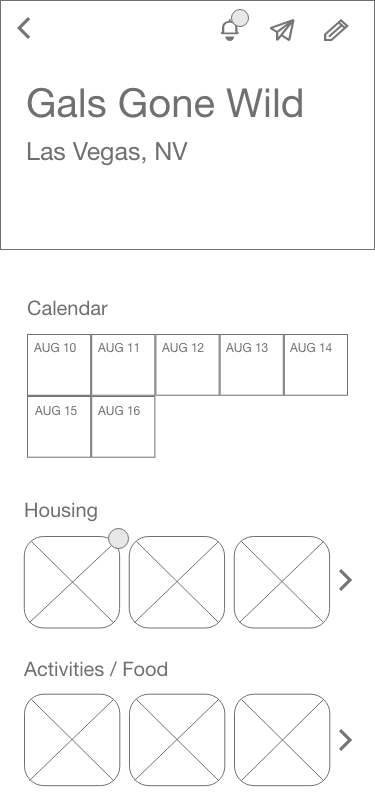 Gals Gone Wild
Las Vegas, NV
Calendar
AUG 10 AUG 11 AUG 12 AUG 13 AUG 14
AUG 15 AUG 16
Housing
Activities / Food